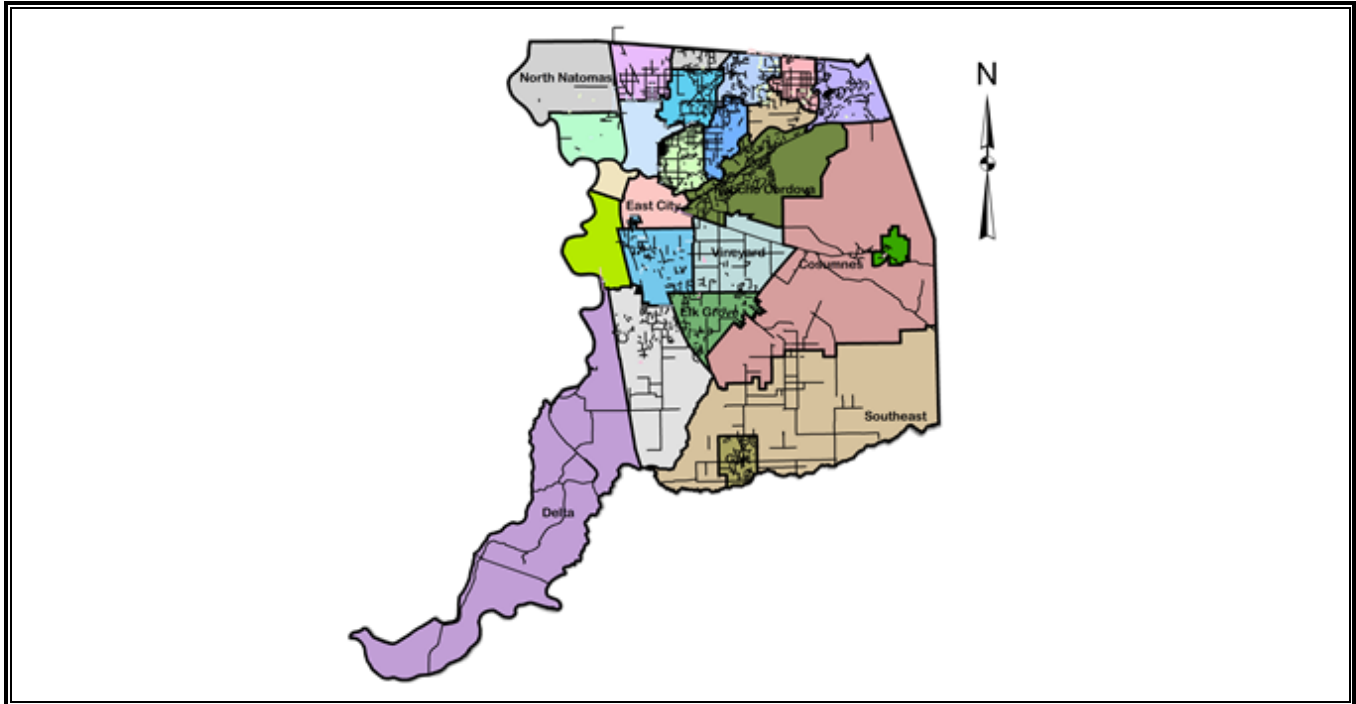 N
North Natomas
Rancho Cordova
East City
Vineyard
Cosumnes
Elk Grove
Southeast
Delta